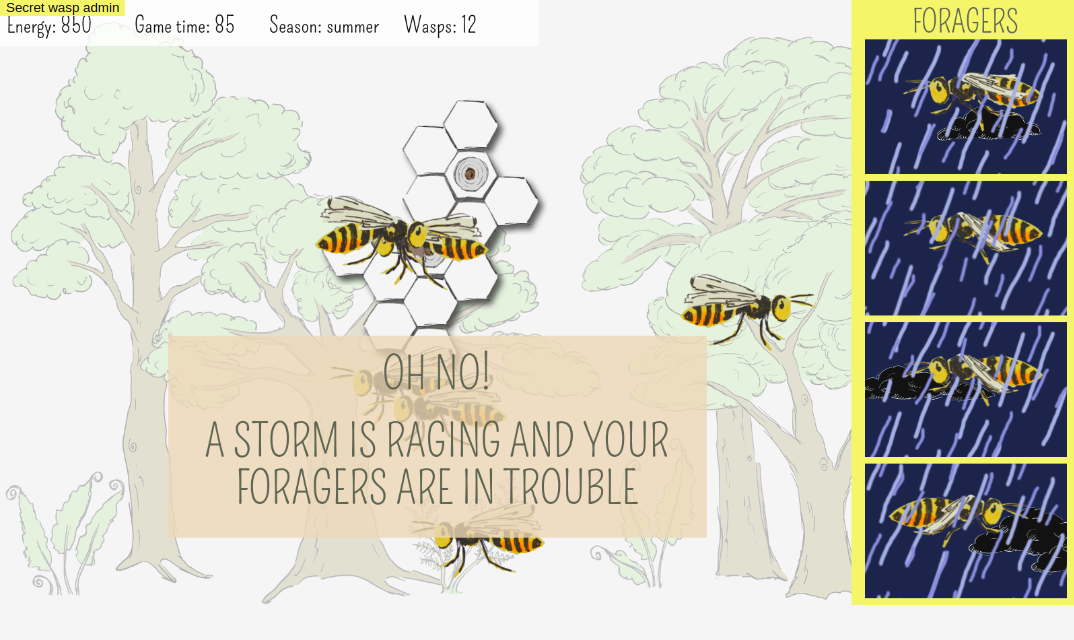 Secret wasp admin
Energy: 850 Game time: 85 Season: summer Wasps: 12
FORAGERS
OH NO!
A STORM IS RAGING AND YOUR
FORAGERS ARE IN TROUBLE